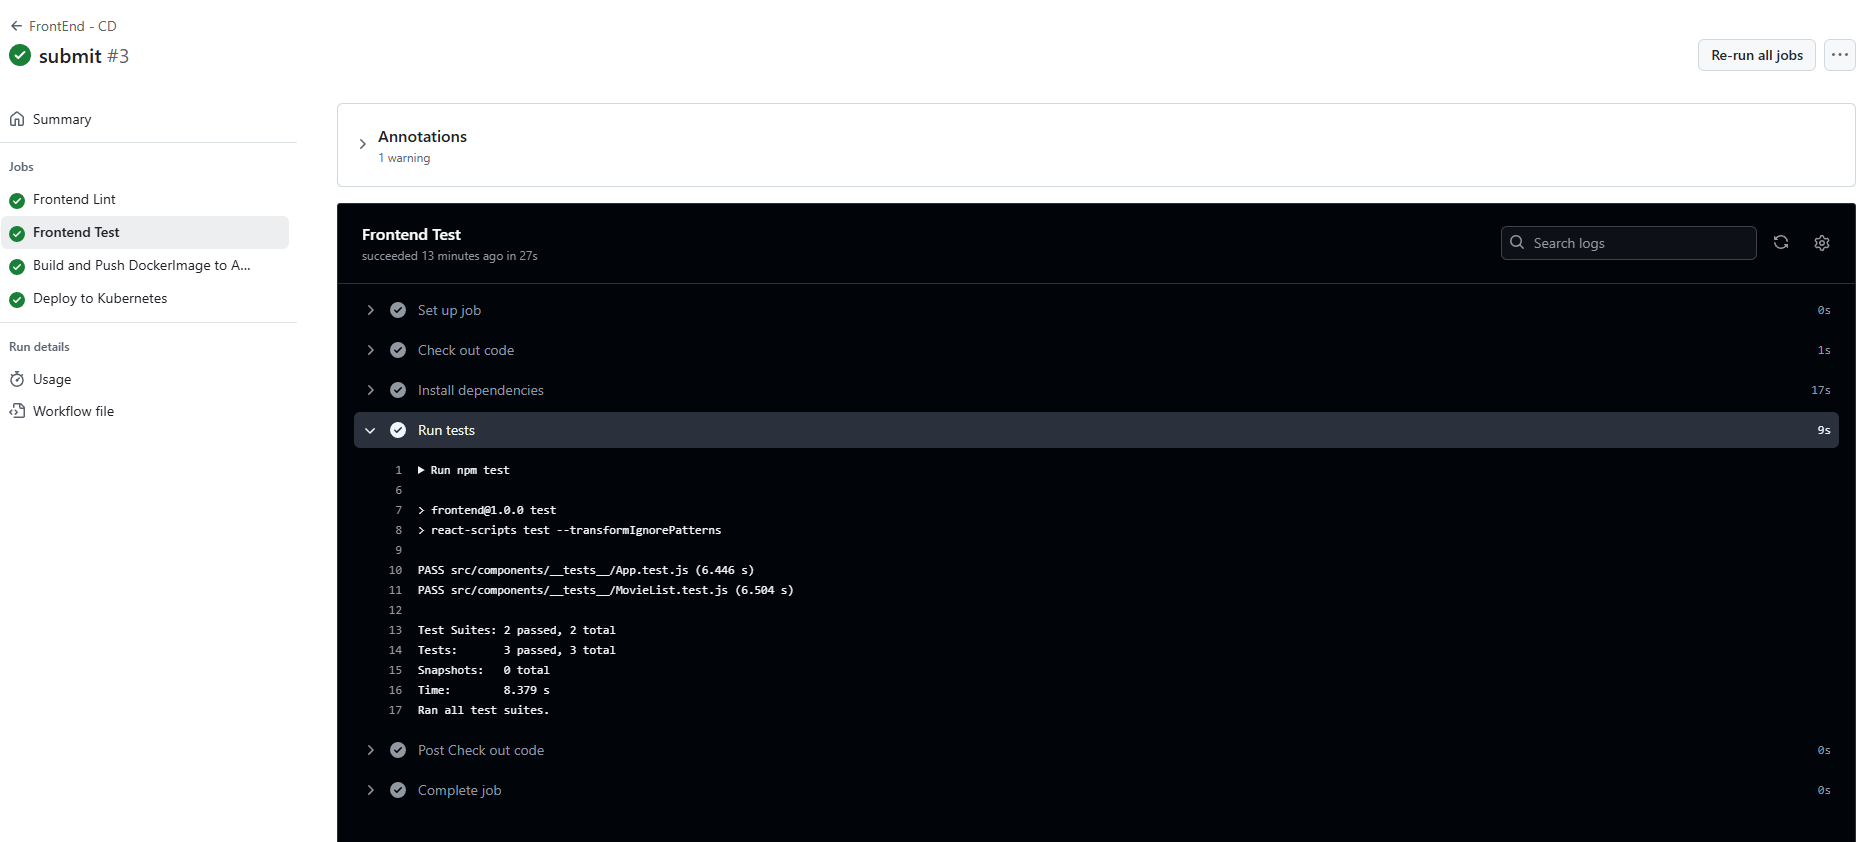 FrontEnd - CD
submit #3
Re-run all jobs
Summary
Jobs
Frontend Lint
Frontend Test
Build and Push DockerImage to A...
Deploy to Kubernetes
Run details
Usage
Workflow file
Annotations
1 warning
Frontend Test
succeeded 13 minutes ago in 27s
Search logs
Set up job 0s
Check out code 1s
Install dependencies 17s
Run tests 9s
1 Run npm test
6
7 > frontend@1.0.0 test
8 > react-scripts test --transformIgnorePatterns
9
10 PASS src/components/__tests__/App.test.js (6.446 s)
11 PASS src/components/__tests__/MovieList.test.js (6.504 s)
12
13 Test Suites: 2 passed, 2 total
14 Tests: 3 passed, 3 total
15 Snapshots: 0 total
16 Time: 8.379 s
17 Ran all test suites.
Post Check out code 0s
Complete job 0s